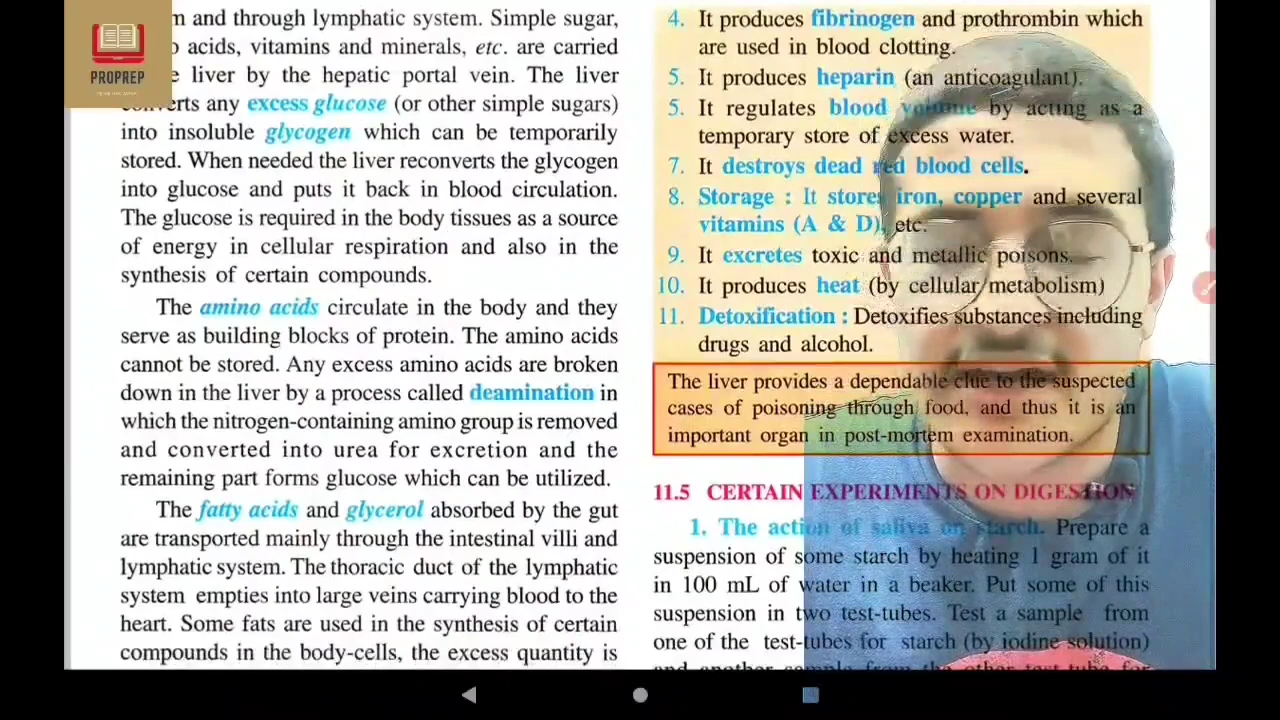 PROPREP
m and through lymphatic system. Simple sugar,
acids, vitamins and minerals, etc. are carried
liver by the hepatic portal vein. The liver
verts any excess glucose (or other simple sugars)
into insoluble glycogen which can be temporarily
stored. When needed the liver reconverts the glycogen
into glucose and puts it back in blood circulation.
The glucose is required in the body tissues as a source
of energy in cellular respiration and also in the
synthesis of certain compounds.
The amino acids circulate in the body and they
serve as building blocks of protein. The amino acids
cannot be stored. Any excess amino acids are broken
down in the liver by a process called deamination in
which the nitrogen-containing amino group is removed
and converted into urea for excretion and the
remaining part forms glucose which can be utilized.
The fatty acids and glycerol absorbed by the gut
are transported mainly through the intestinal villi and
lymphatic system. The thoracic duct of the lymphatic
system empties into large veins carrying blood to the
heart. Some fats are used in the synthesis of certain
compounds in the body-cells, the excess quantity is
4. It produces fibrinogen and prothrombin which
are used in blood clotting.
5. It produces heparin (an anticoagulant).
5. It regulates blood volume by acting as a
temporary store of excess water.
7. It destroys dead red blood cells.
8. Storage : It stores iron, copper and several
vitamins (A & D), etc.
9. It excretes toxic and metallic poisons.
10. It produces heat (by cellular metabolism)
11. Detoxification : Detoxifies substances including
drugs and alcohol.
The liver provides a dependable clue to the suspected
cases of poisoning through food, and thus it is an
important organ in post-mortem examination.
11.5 CERTAIN EXPERIMENTS ON DIGESTION
1. The action of saliva on starch. Prepare a
suspension of some starch by heating 1 gram of it
in 100 mL of water in a beaker. Put some of this
suspension in two test-tubes. Test a sample from
one of the test-tubes for starch (by iodine solution)
and another sample from the other test-tube for